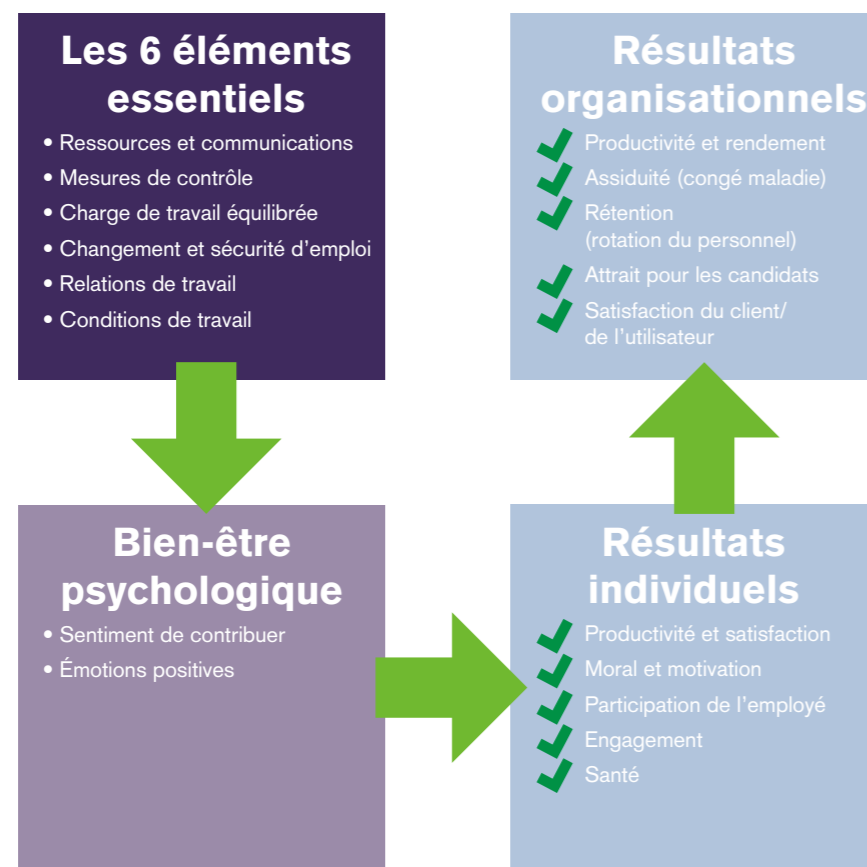 Les 6 éléments
essentiels
• Ressources et communications
• Mesures de contrôle
• Charge de travail équilibrée
• Changement et sécurité d'emploi
• Relations de travail
• Conditions de travail
Bien-être
psychologique
• Sentiment de contribuer
• Émotions positives
Résultats
individuels
Productivité et satisfaction
Moral et motivation
Participation de l'employé
Engagement
Santé
Résultats
organisationnels
Productivité et rendement
Assiduité (congé maladie)
Rétention
(rotation du personnel)
Attrait pour les candidats
Satisfaction du client/
de l'utilisateur